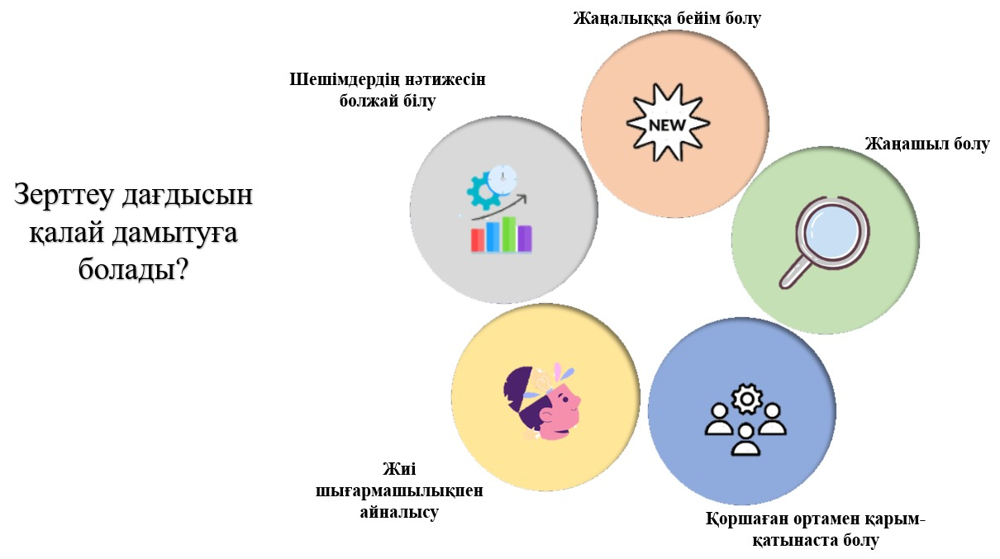 Зерттеу дағдысын
қалай дамытуға
болады?
Жаңалыққа бейім болу
Шешімдердің нәтижесін
болжай білу
Жаңашыл болу
NEW
Жиі
шығармашылықпен
айналысу
Қоршаған ортамен қарым-
қатынаста болу